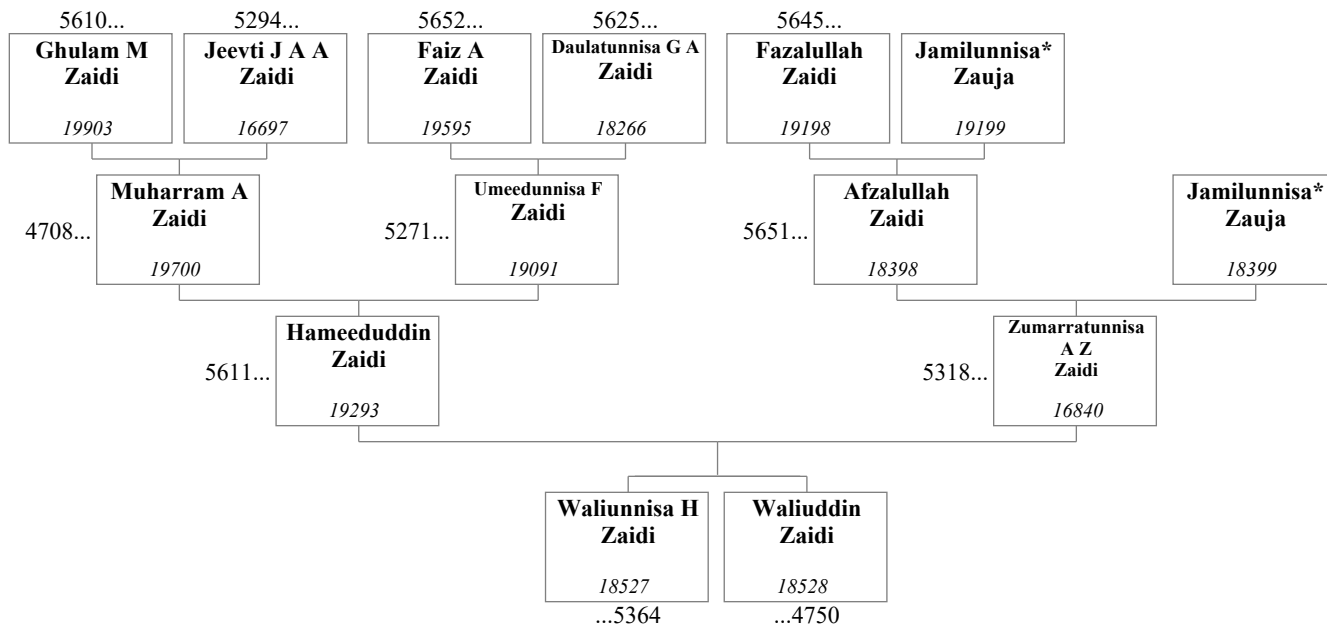 5610...
5294...
5652...
5625...
5645...
Ghulam M
Zaidi
19903
Jeevti J A A
Zaidi
16697
Faiz A
Zaidi
19595
Daulatunnisa G A
Zaidi
18266
Fazalullah
Zaidi
19198
Jamilunnisa*
Zauja
19199
4708...
Muharram A
Zaidi
19700
5271...
Umeedunnisa F
Zaidi
19091
5651...
Afzalullah
Zaidi
18398
Jamilunnisa*
Zauja
18399
5611...
Hameeduddin
Zaidi
19293
5318...
Zumarratunnisa
A Z
Zaidi
16840
Waliunnisa H
Zaidi
18527
...5364
Waliuddin
Zaidi
18528
...4750